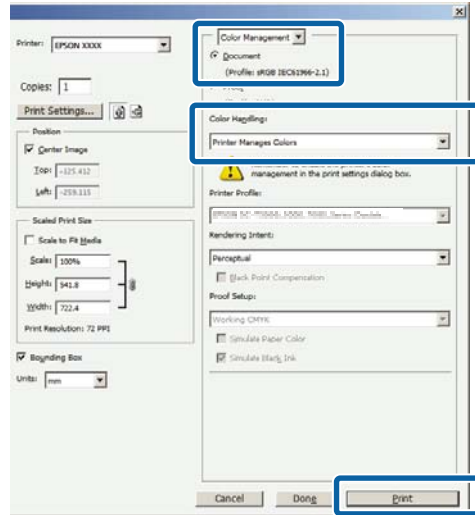 Printer: EPSON XXXX
Copies: 1
Print Settings...
Position
Center Image
Top: -125.412
Left: -259.115
Scaled Print Size
Scale to Fit Media
Scale: 100%
Height: 541.8
Width: 722.4
Print Resolution: 72 PPI
Bounding Box
Units: mm
Color Management
Document
(Profile: sRGB IEC61966-2.1)
Color Handling:
Printer Manages Colors
management in the print settings dialog box.
Printer Profile:
Rendering Intent:
Perceptual
Black Point Compensation
Proof Setup:
Working CMYK
Simulate Paper Color
Simulate Black Ink
Cancel
Done
Print